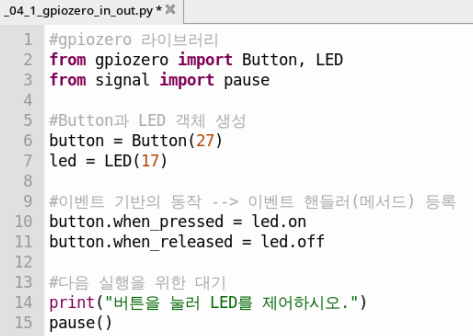 _04_1_gpiozero_in_out.py *
1 #gpiozero 라이브러리
2 from gpiozero import Button, LED
3 from signal import pause
4
5 #Button과 LED 객체 생성
6 button = Button(27)
7 led = LED(17)
8
9 #이벤트 기반의 동작 --> 이벤트 핸들러(메서드) 등록
10 button.when_pressed = led.on
11 button.when_released = led.off
12
13 #다음 실행을 위한 대기
14 print("버튼을 눌러 LED를 제어하시오.")
15 pause()